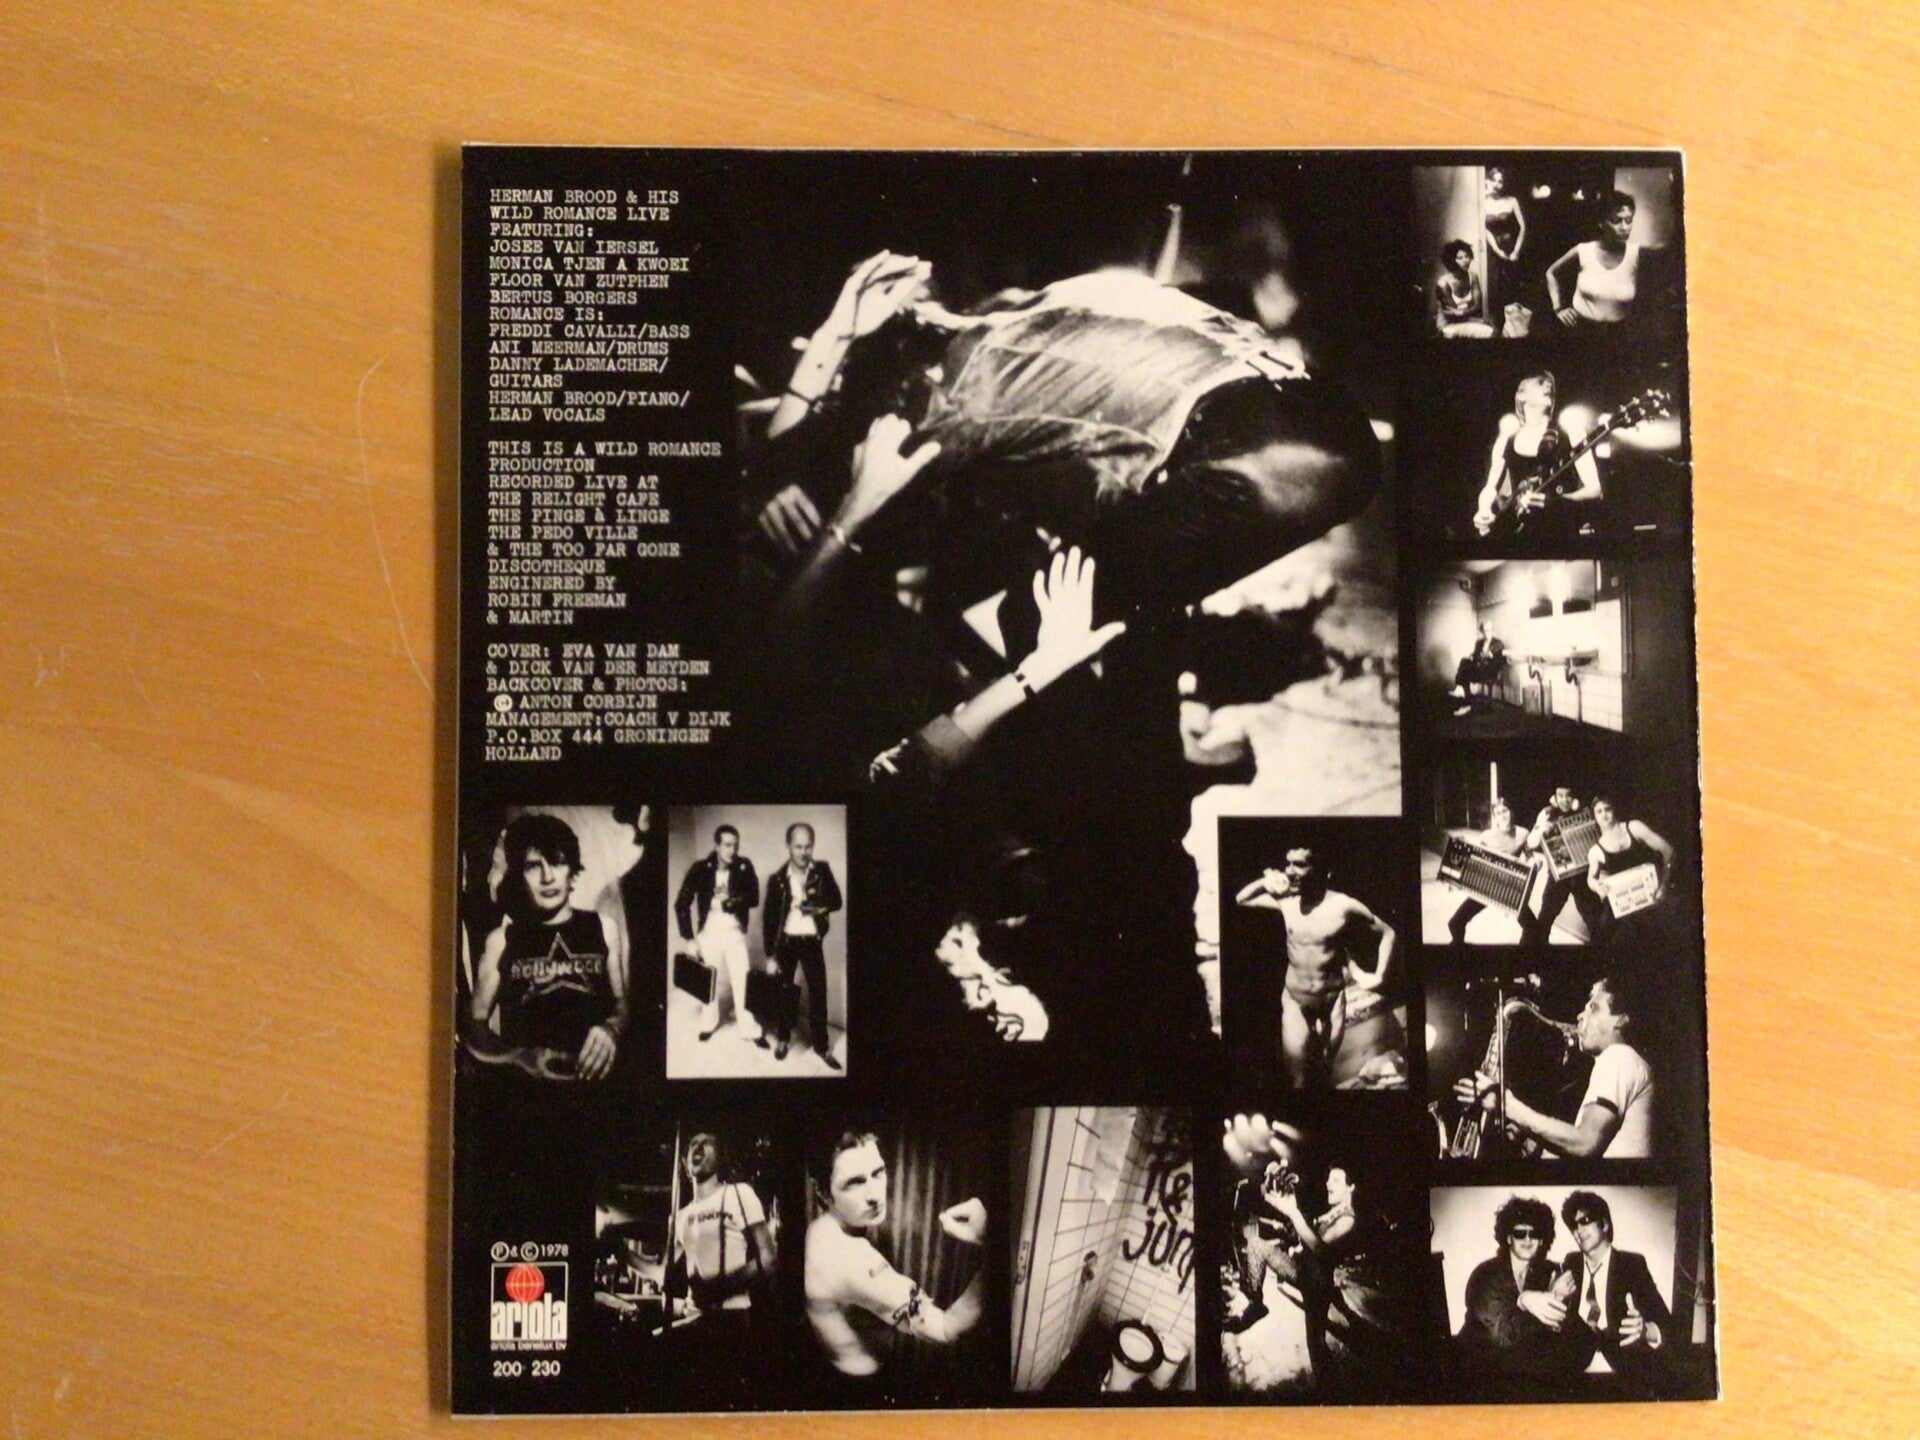 HERMAN BROOD & HIS
WILD ROMANCE LIVE
FEATURING:
JOSEE VAN IERSEL
MONICA TJEN A KWOEI
FLOOR VAN ZUTPHEN
BERTUS BORGERS
ROMANCE IS:
FREDDI CAVALLI/BASS
ANI MEERMAN/DRUMS
DANNY LADEMACHER/
GUITARS
HERMAN BROOD/PIANO/
LEAD VOCALS
THIS IS A WILD ROMANCE
PRODUCTION
RECORDED LIVE AT
THE RELIGHT CAFE
THE PINGE à LINGE
THE PEDO VILLE
& THE TOO FAR GONE
DISCOTHEQUE
ENGINERED BY
ROBIN FREEMAN
& MARTIN
COVER: EVA VAN DAM
& DICK VAN DER MEYDEN
BACKCOVER & PHOTOS:
© ANTON CORBIJN
MANAGEMENT:COACH V DIJK
P.O.BOX 444 GRONINGEN
HOLLAND
℗ & © 1978
ariola
ariola benelux bv
200 230